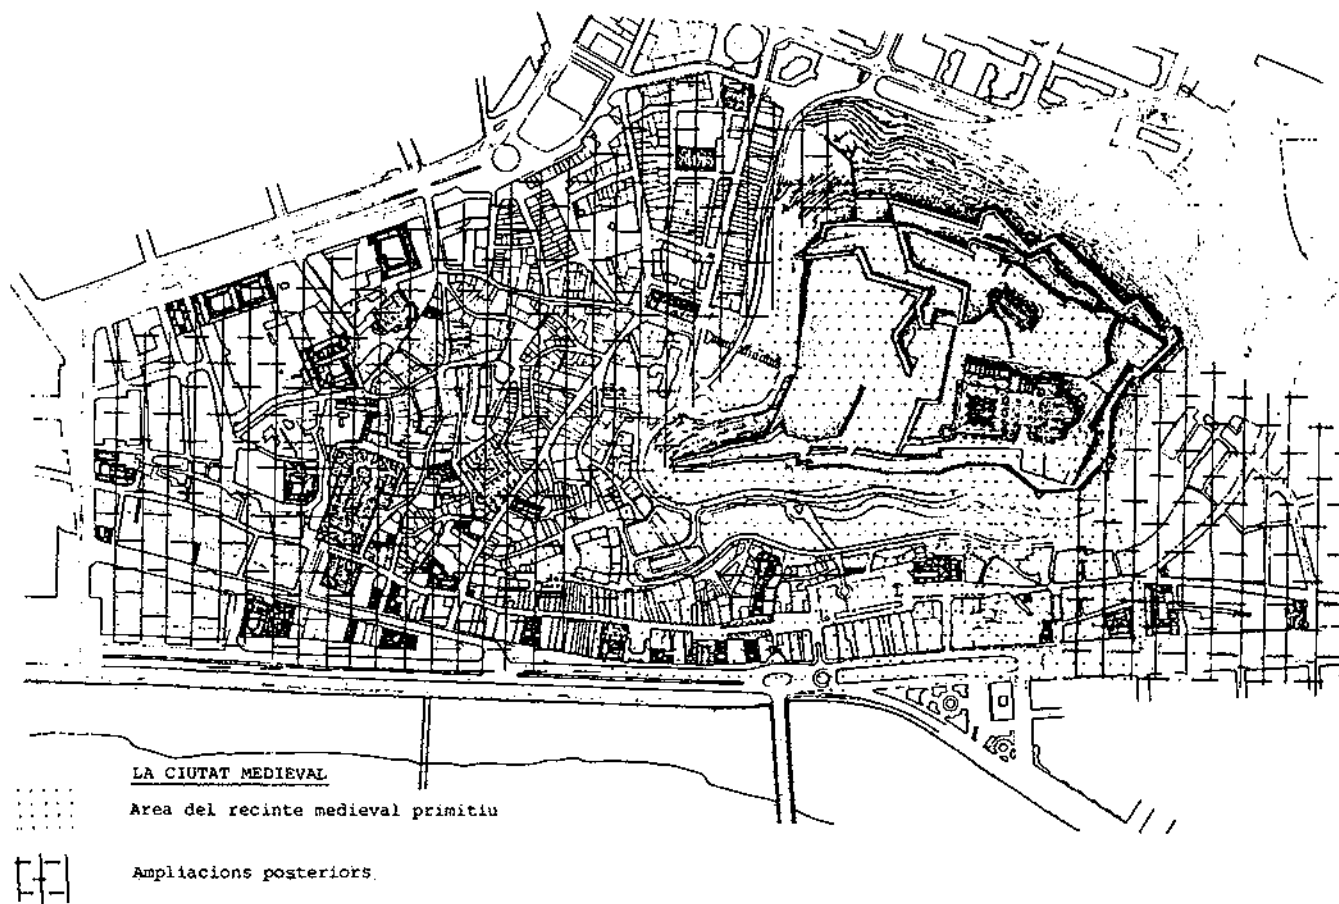 LA CIUTAT MEDIEVAL
Area del recinte medieval primitiu
Ampliacions posteriors